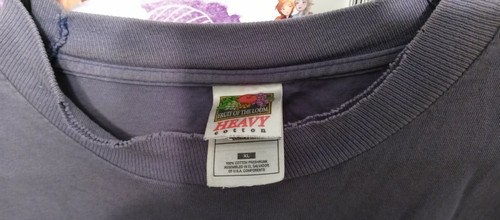 FRUIT OF THE LOOM
HEAVY
cotton
XL
100% COTTON PRESHRUNK
ASSEMBLED IN EL SALVADOR
OF U.S.A. COMPONENTS